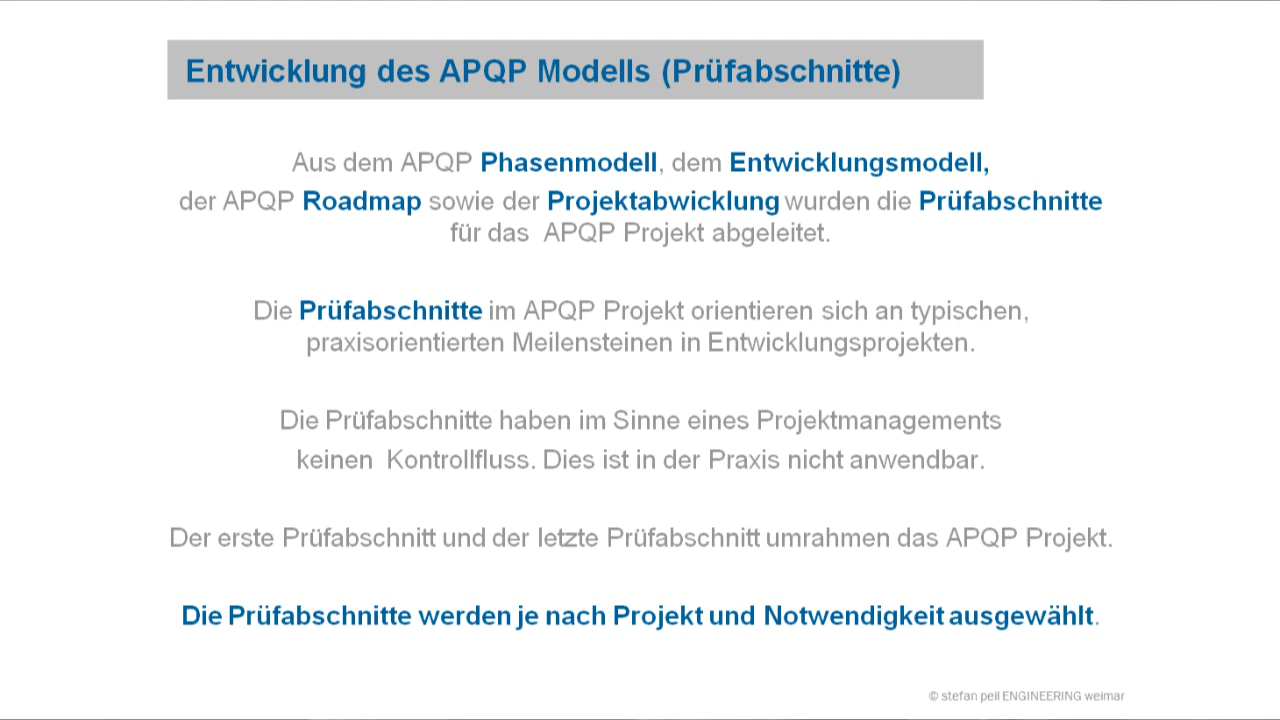 Entwicklung des APQP Modells (Prüfabschnitte)
Aus dem APQP Phasenmodell, dem Entwicklungsmodell,
der APQP Roadmap sowie der Projektabwicklung wurden die Prüfabschnitte
für das APQP Projekt abgeleitet.
Die Prüfabschnitte im APQP Projekt orientieren sich an typischen,
praxisorientierten Meilensteinen in Entwicklungsprojekten.
Die Prüfabschnitte haben im Sinne eines Projektmanagements
keinen Kontrollfluss. Dies ist in der Praxis nicht anwendbar.
Der erste Prüfabschnitt und der letzte Prüfabschnitt umrahmen das APQP Projekt.
Die Prüfabschnitte werden je nach Projekt und Notwendigkeit ausgewählt.
© stefan peil ENGINEERING weimar